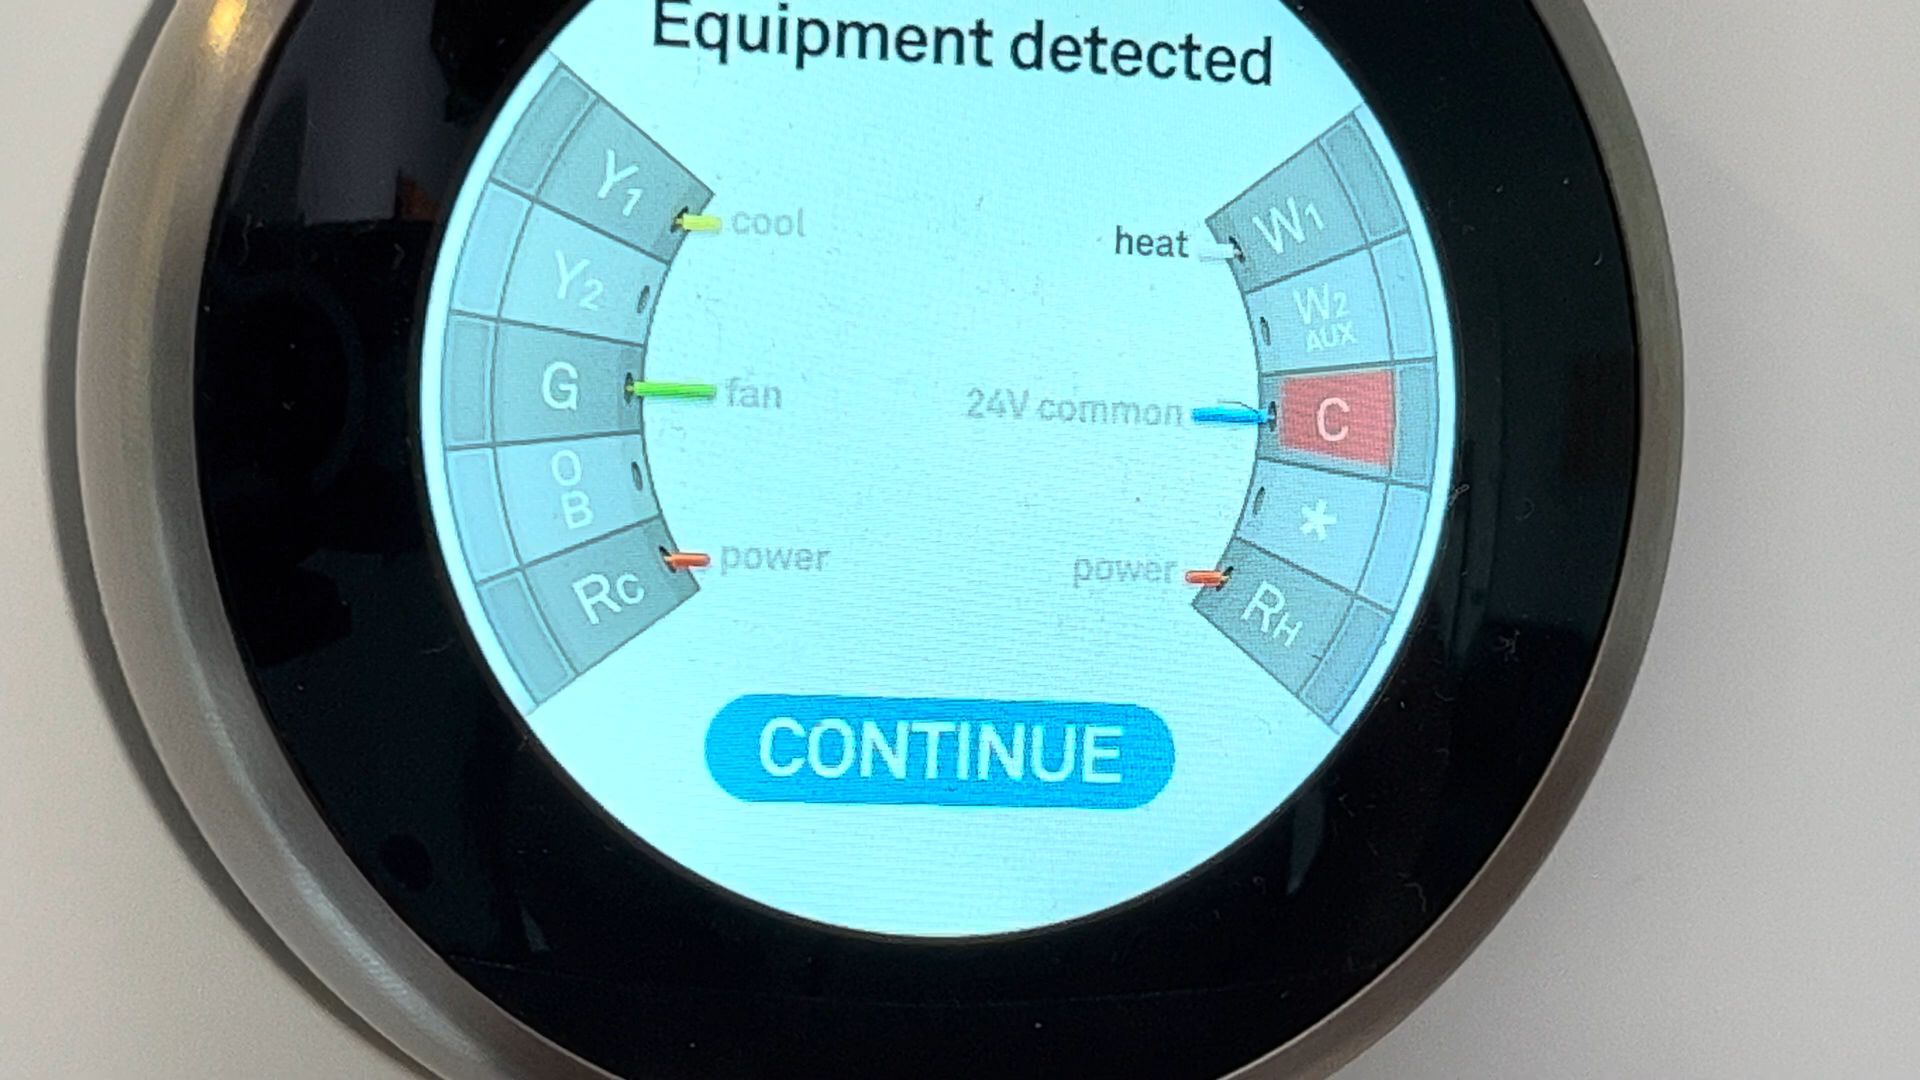 Equipment detected
Y1
cool
Y2
G
fan
O
B
Rc
power
heat
W1
W2
AUX
24V common
C
*
power
RH
CONTINUE